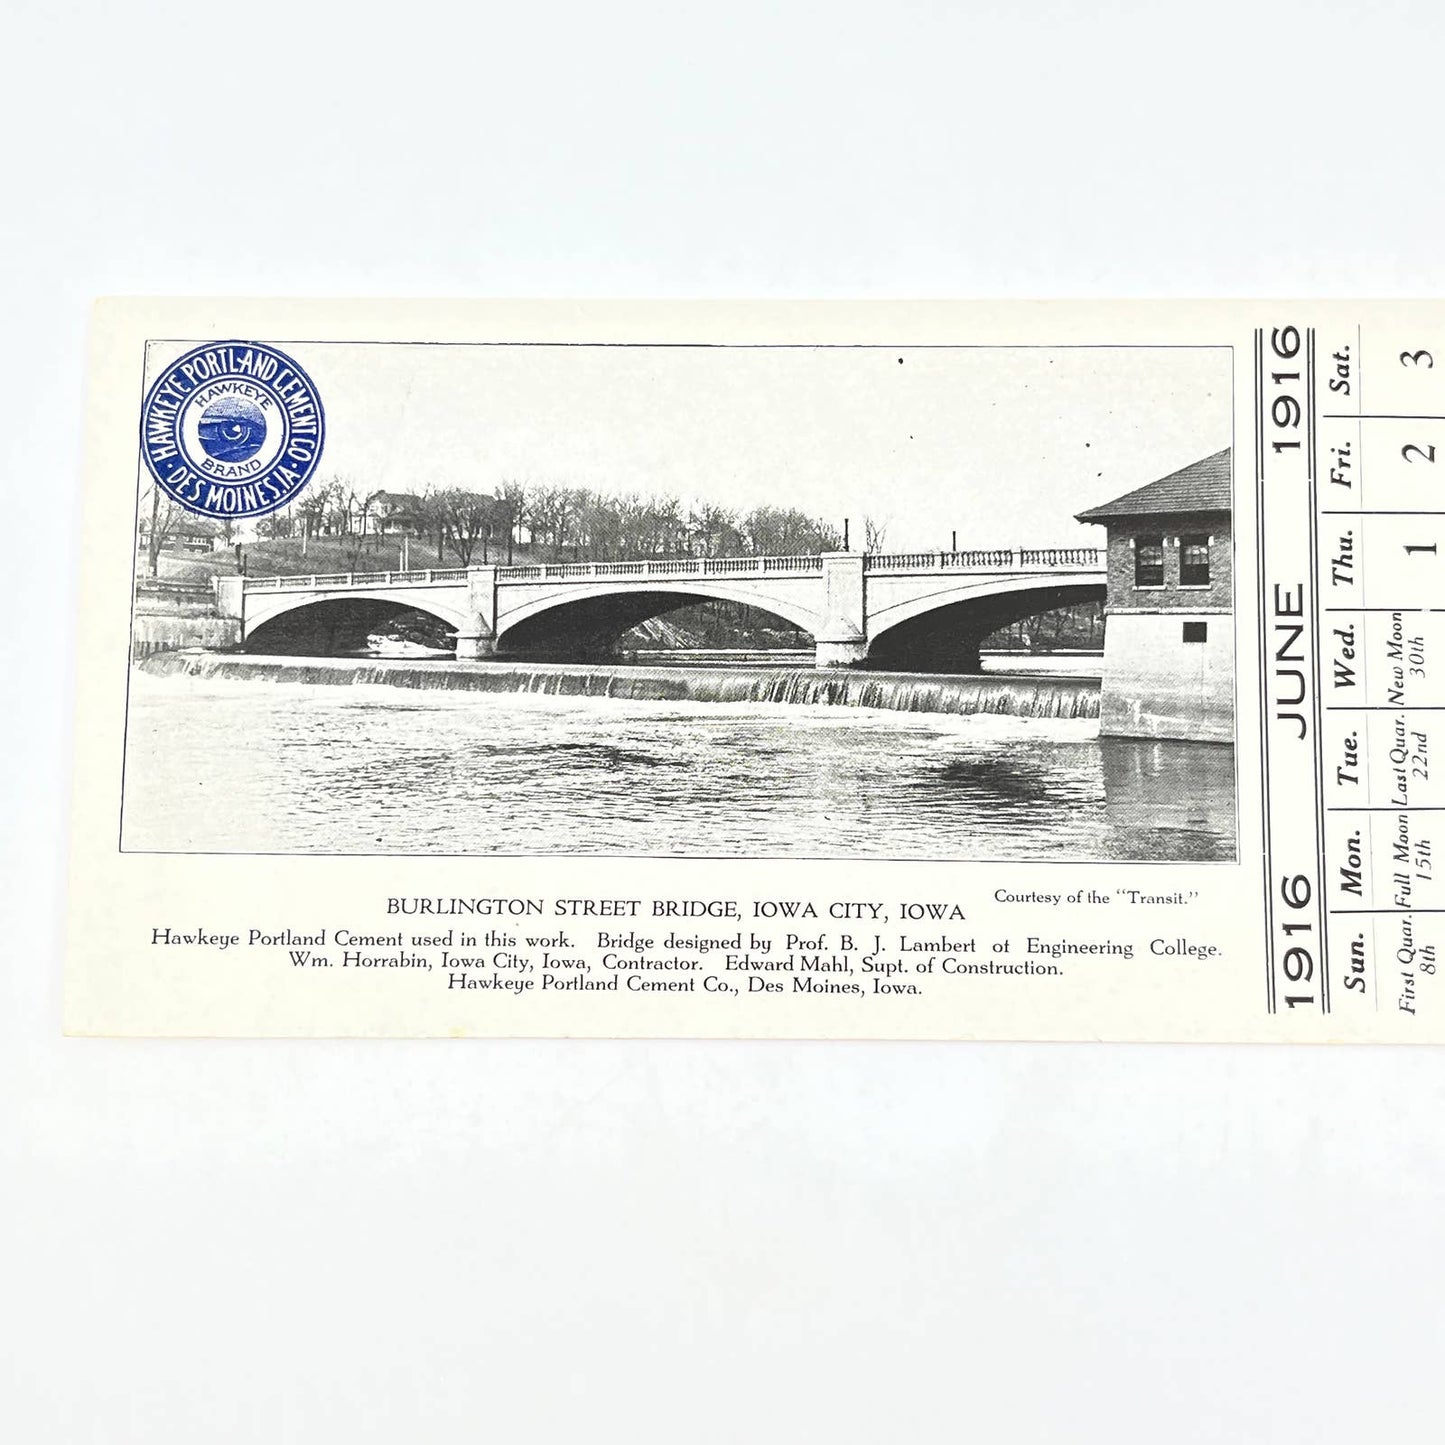 HAWKEYE PORTLAND CEMENT CO.
DES MOINES, IA.
HAWKEYE
BRAND
Courtesy of the "Transit."
BURLINGTON STREET BRIDGE, IOWA CITY, IOWA
Hawkeye Portland Cement used in this work. Bridge designed by Prof. B. J. Lambert of Engineering College.
Wm. Horrabin, Iowa City, Iowa, Contractor. Edward Mahl, Supt. of Construction.
Hawkeye Portland Cement Co., Des Moines, Iowa.
1916 JUNE 1916
Sun. Mon. Tue. Wed. Thu. Fri. Sat.
First Quar. Full Moon Last Quar. New Moon
8th 15th 22nd 30th
1 2 3